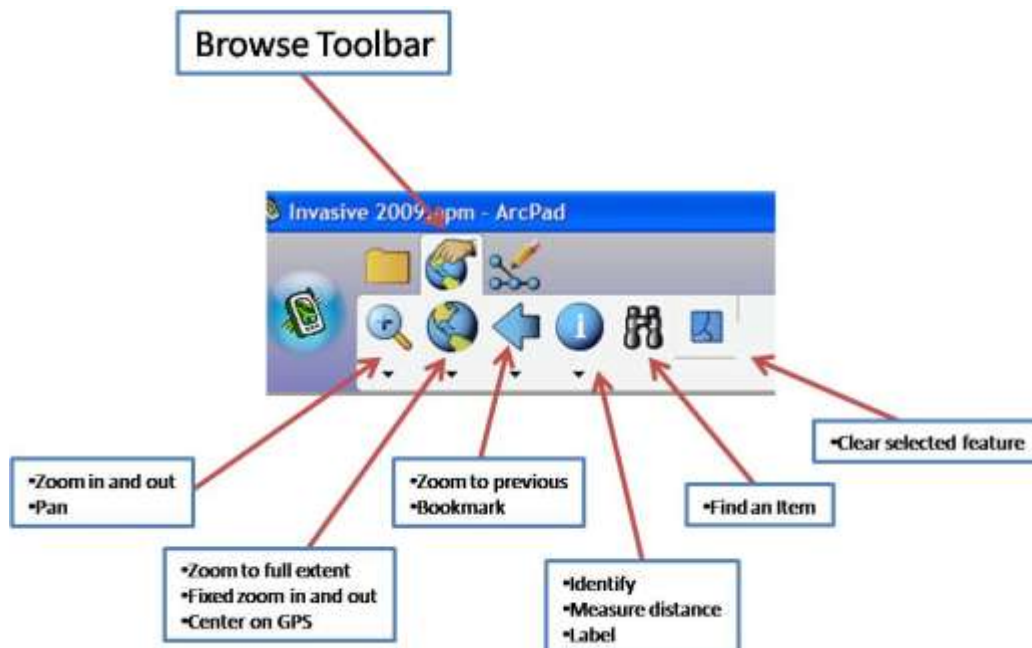 Browse Toolbar
Invasive 2009.apm - ArcPad
•Clear selected feature
•Zoom in and out
•Pan
•Zoom to previous
•Bookmark
•Find an Item
•Zoom to full extent
•Fixed zoom in and out
•Center on GPS
•Identify
•Measure distance
•Label